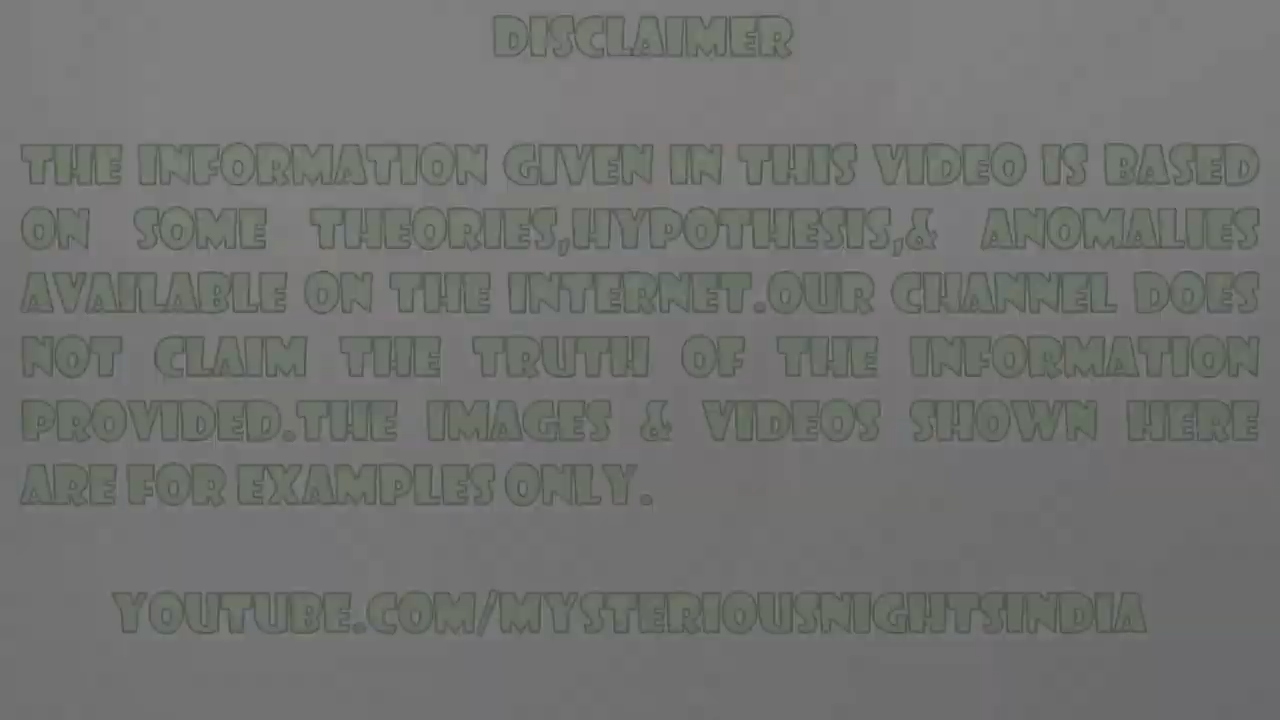 DISCLAIMER
THE INFORMATION GIVEN IN THIS VIDEO IS BASED
ON SOME THEORIES,HYPOTHESIS,& ANOMALIES
AVAILABLE ON THE INTERNET.OUR CHANNEL DOES
NOT CLAIM THE TRUTH OF THE INFORMATION
PROVIDED.THE IMAGES & VIDEOS SHOWN HERE
ARE FOR EXAMPLES ONLY.
YOUTUBE.COM/MYSTERIOUSNIGHTSINDIA